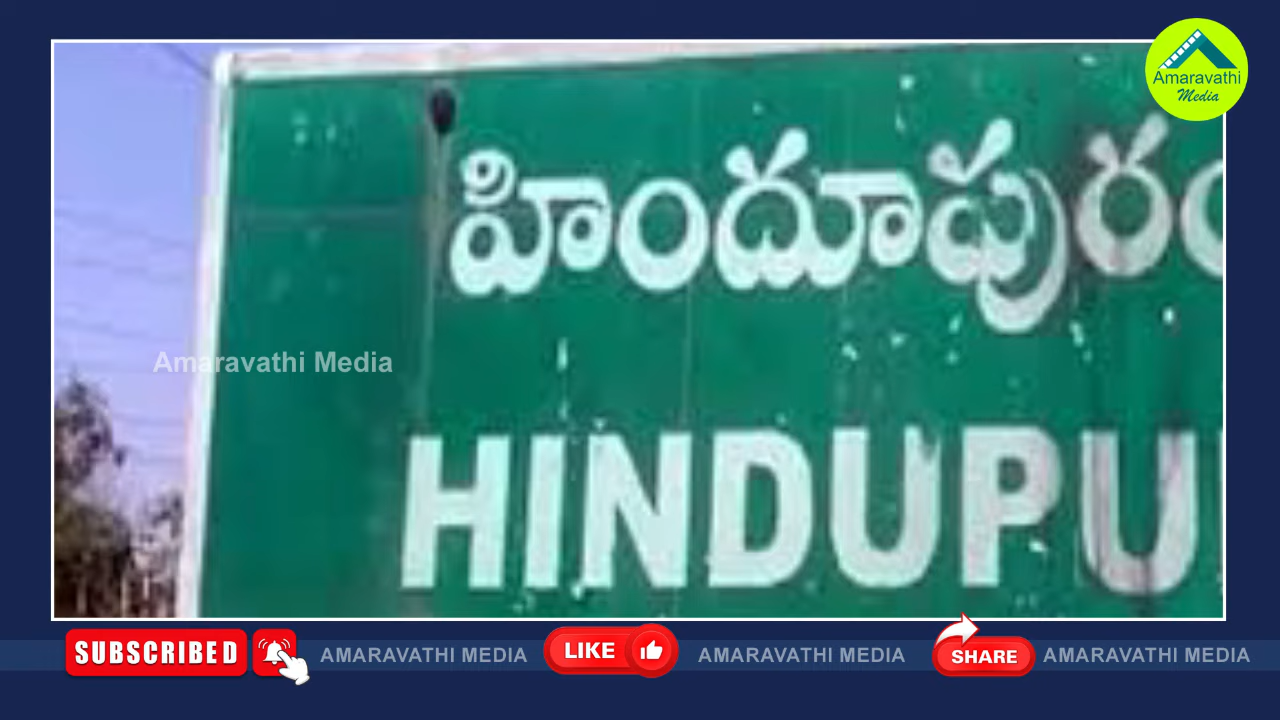 Amaravathi
Media
హిందూపురం
Amaravathi Media
HINDUPU
SUBSCRIBED
AMARAVATHI MEDIA
LIKE
AMARAVATHI MEDIA
SHARE
AMARAVATHI MEDIA